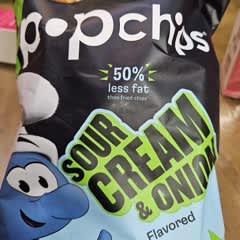 popchips
50%
less fat
than fried chips
SOUR
CREAM
& ONION
Flavored